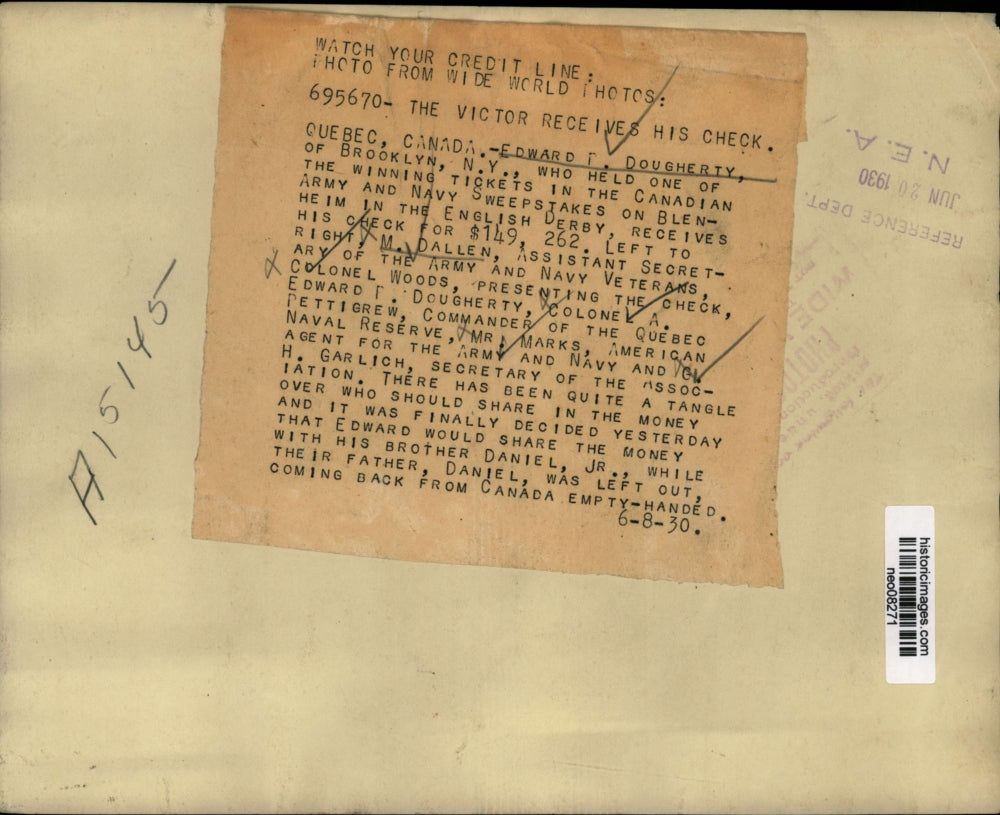 WATCH YOUR CREDIT LINE:
PHOTO FROM WIDE WORLD PHOTOS:
695670- THE VICTOR RECEIVES HIS CHECK.
QUEBEC, CANADA.-EDWARD P. DOUGHERTY,
OF BROOKLYN, N.Y., WHO HELD ONE OF
THE WINNING TICKETS IN THE CANADIAN
ARMY AND NAVY SWEEPSTAKES ON BLEN-
HEIM IN THE ENGLISH DERBY, RECEIVES
HIS CHECK FOR $149, 262. LEFT TO
RIGHT, M. DALLEN, ASSISTANT SECRET-
ARY OF THE ARMY AND NAVY VETERANS,
COLONEL WOODS, PRESENTING THE CHECK,
EDWARD P. DOUGHERTY, COLONEL A.
PETTIGREW, COMMANDER OF THE QUEBEC
NAVAL RESERVE, MR. MARKS, AMERICAN
AGENT FOR THE ARMY AND NAVY AND G.
H. GARLICH, SECRETARY OF THE ASSOC-
IATION. THERE HAS BEEN QUITE A TANGLE
OVER WHO SHOULD SHARE IN THE MONEY
AND IT WAS FINALLY DECIDED YESTERDAY
THAT EDWARD WOULD SHARE THE MONEY
WITH HIS BROTHER DANIEL, JR., WHILE
THEIR FATHER, DANIEL, WAS LEFT OUT,
COMING BACK FROM CANADA EMPTY-HANDED.
6-8-30.
A15145
N. E. A.
JUN 20 1930
REFERENCE DEPT.
historicimages.com
neo08271